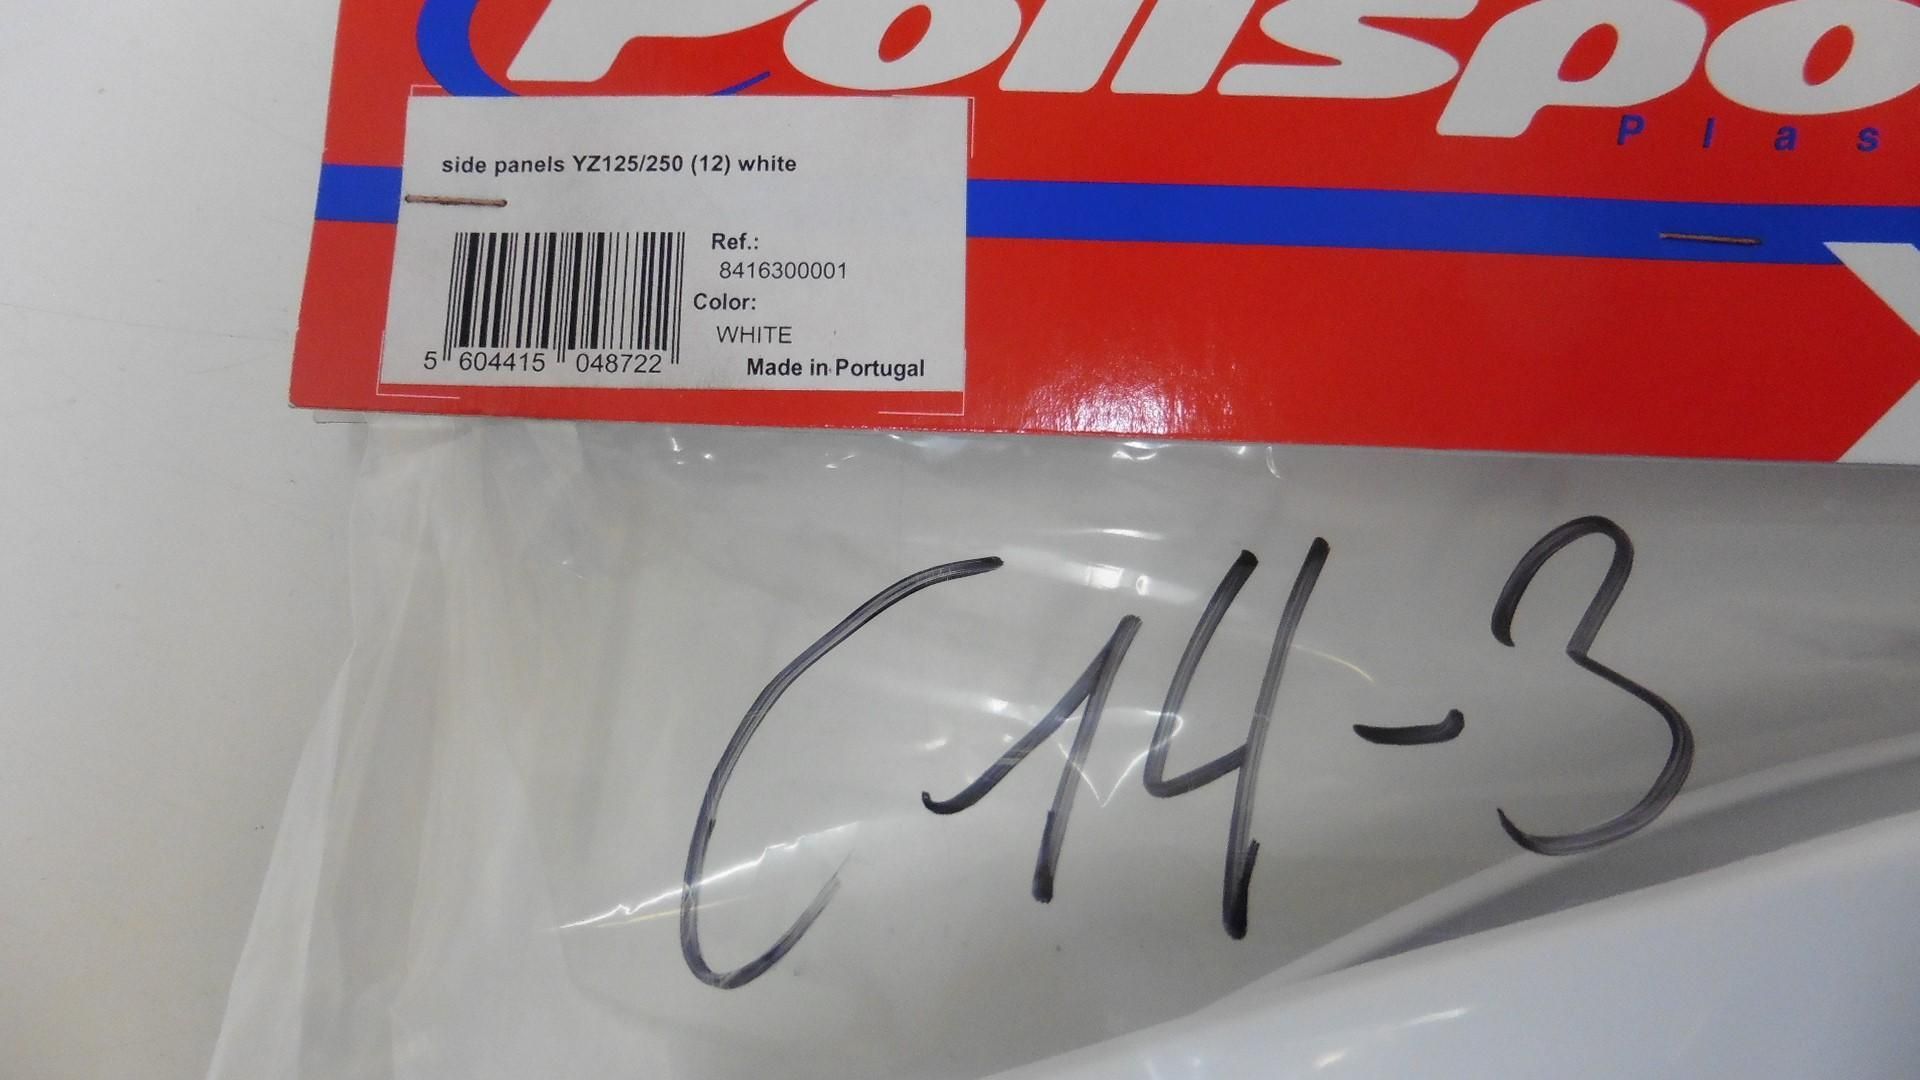 Polispo
Plas
side panels YZ125/250 (12) white
Ref.:
8416300001
Color:
WHITE
5 604415 048722
Made in Portugal
C14-3